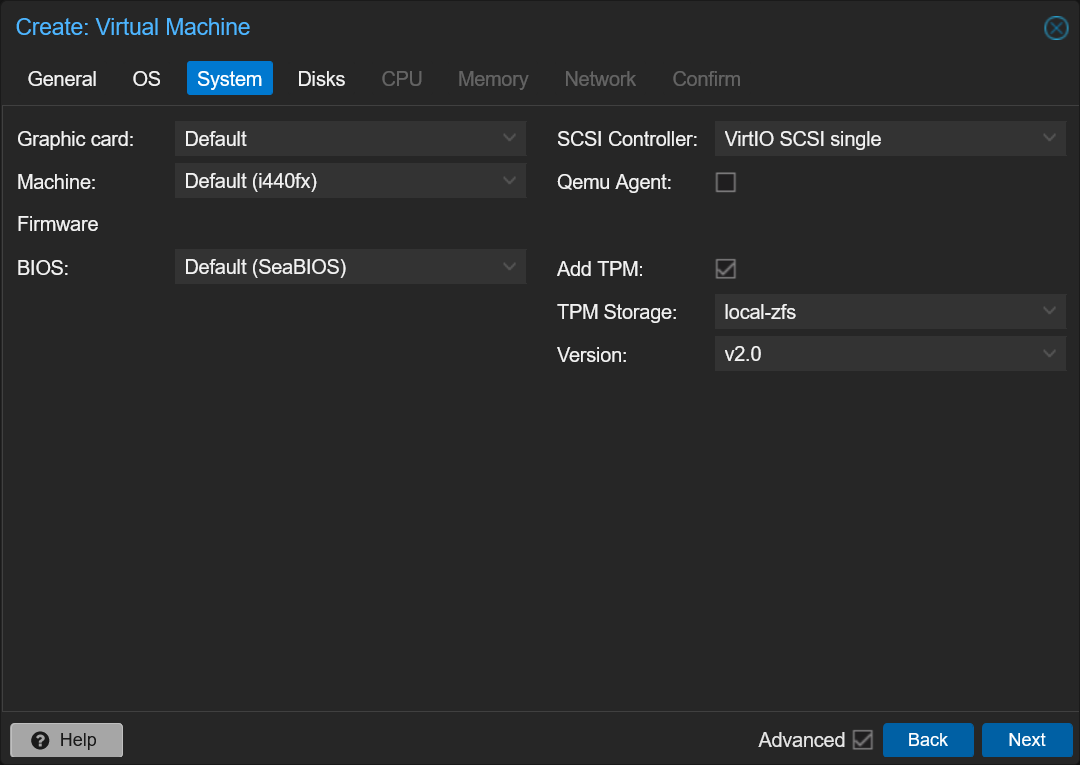 Create: Virtual Machine
General OS System Disks CPU Memory Network Confirm
Graphic card: Default
SCSI Controller: VirtIO SCSI single
Machine: Default (i440fx)
Qemu Agent:
Firmware
BIOS: Default (SeaBIOS)
Add TPM:
TPM Storage: local-zfs
Version: v2.0
Help
Advanced
Back
Next